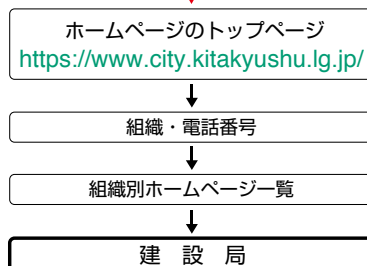 ホームページのトップページ
https://www.city.kitakyushu.lg.jp/
組織・電話番号
組織別ホームページ一覧
建 設 局